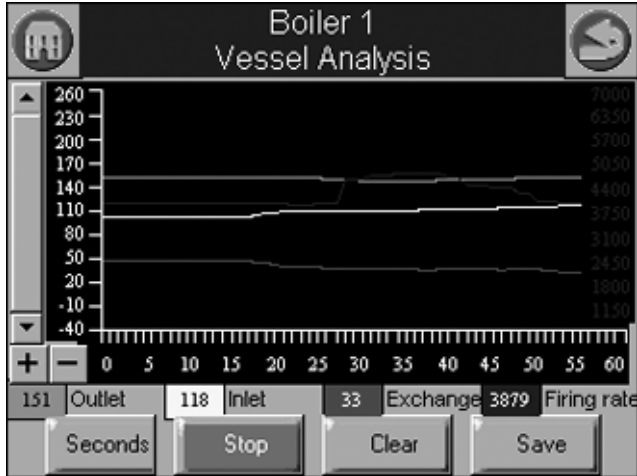 Boiler 1
Vessel Analysis
260 7000
230 6350
200 5700
170 5050
140 4400
110 3750
80 3100
50 2450
20 1800
-10 1150
-40
+ - 0 5 10 15 20 25 30 35 40 45 50 55 60
151 Outlet 118 Inlet 33 Exchange 3879 Firing rate
Seconds Stop Clear Save